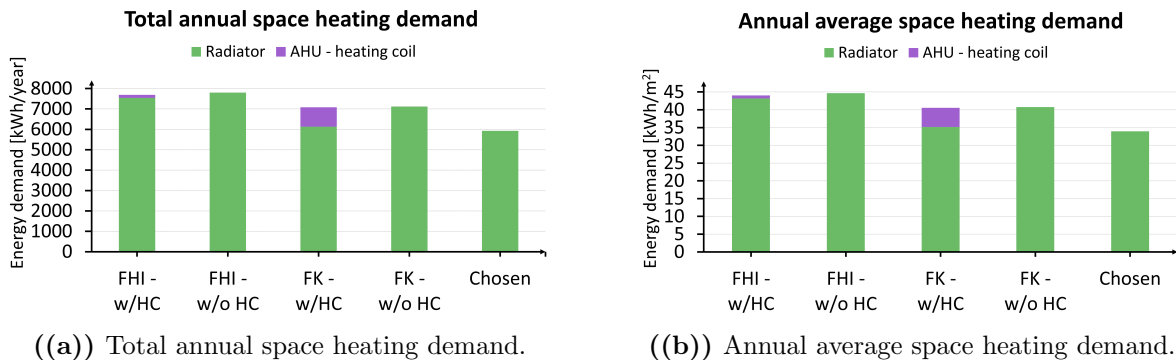 Total annual space heating demand
Radiator AHU - heating coil
Energy demand [kWh/year]
8000
7000
6000
5000
4000
3000
2000
1000
0
FHI - w/HC
FHI - w/o HC
FK - w/HC
FK - w/o HC
Chosen
((a)) Total annual space heating demand.
Annual average space heating demand
Radiator AHU - heating coil
Energy demand [kWh/m²]
45
40
35
30
25
20
15
10
5
0
FHI - w/HC
FHI - w/o HC
FK - w/HC
FK - w/o HC
Chosen
((b)) Annual average space heating demand.